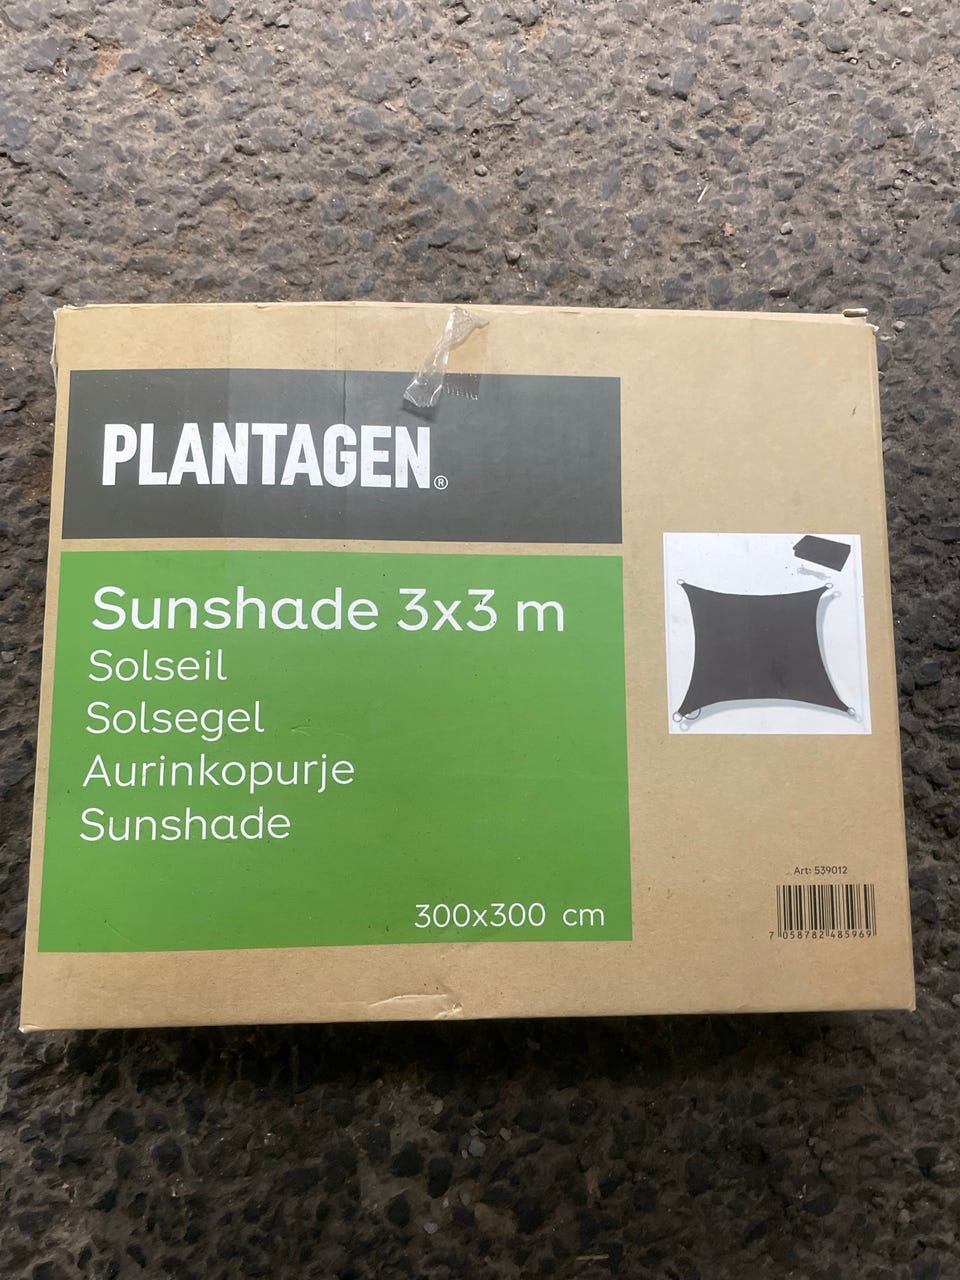 PLANTAGEN®
Sunshade 3x3 m
Solseil
Solsegel
Aurinkopurje
Sunshade
300x300 cm
Art: 539012
7 058782 485969